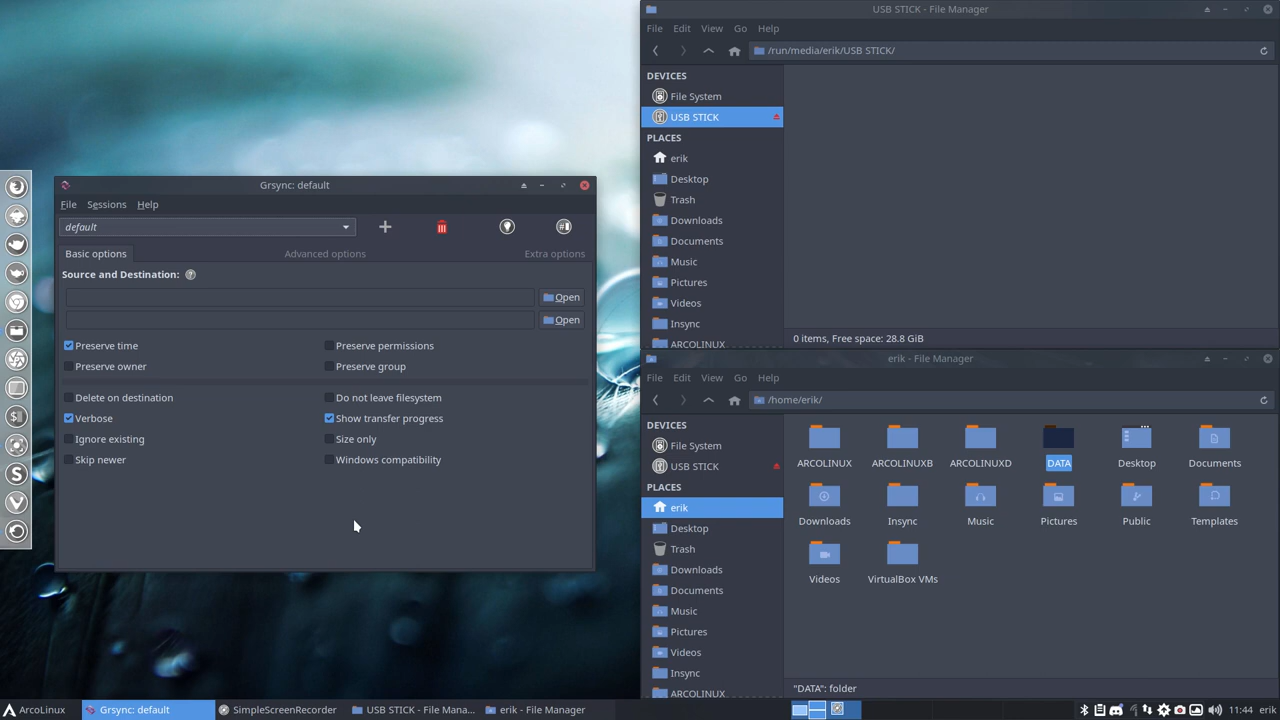 Grsync: default
File Sessions Help
default
Basic options Advanced options Extra options
Source and Destination: ?
Open
Open
Preserve time Preserve permissions
Preserve owner Preserve group
Delete on destination Do not leave filesystem
Verbose Show transfer progress
Ignore existing Size only
Skip newer Windows compatibility
USB STICK - File Manager
File Edit View Go Help
/run/media/erik/USB STICK/
DEVICES
File System
USB STICK
PLACES
erik
Desktop
Trash
Downloads
Documents
Music
Pictures
Videos
Insync
ARCOLINUX
0 items, Free space: 28.8 GiB
erik - File Manager
File Edit View Go Help
/home/erik/
DEVICES
File System
USB STICK
PLACES
erik
Desktop
Trash
Downloads
Documents
Music
Pictures
Videos
Insync
ARCOLINUX
ARCOLINUX ARCOLINUXB ARCOLINUXD DATA Desktop Documents
Downloads Insync Music Pictures Public Templates
Videos VirtualBox VMs
"DATA": folder
ArcoLinux Grsync: default SimpleScreenRecorder USB STICK - File Mana... erik - File Manager 11:44 erik